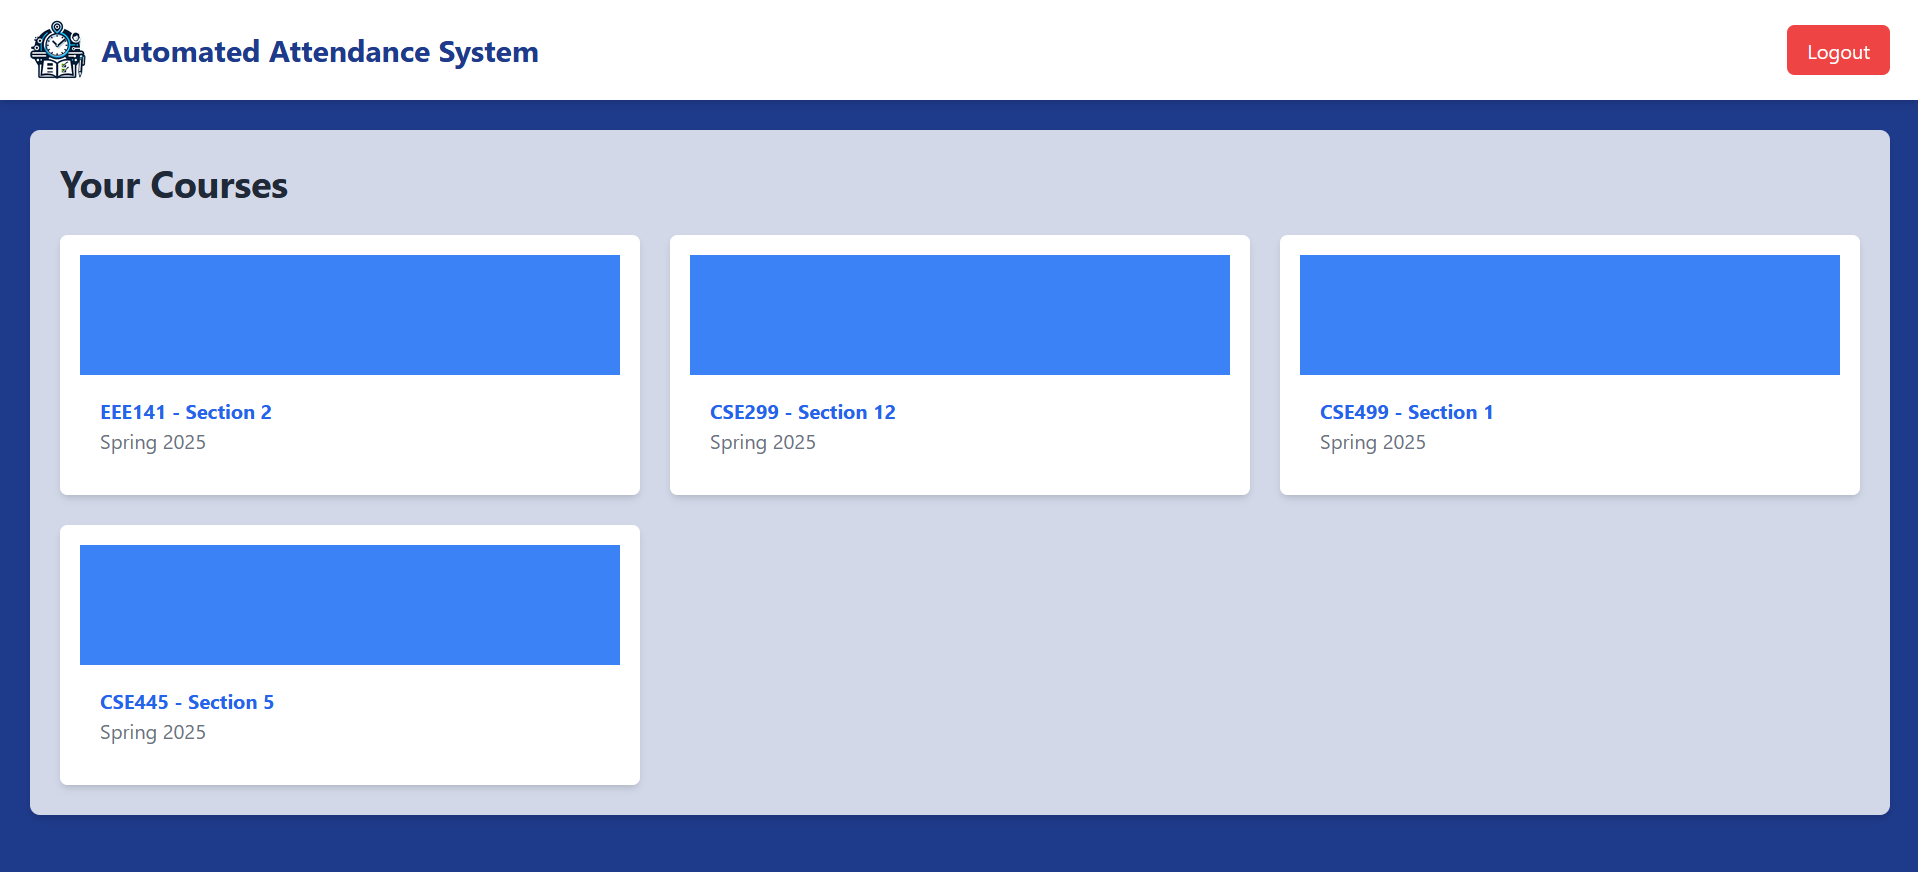 Automated Attendance System
Logout
Your Courses
EEE141 - Section 2
Spring 2025
CSE299 - Section 12
Spring 2025
CSE499 - Section 1
Spring 2025
CSE445 - Section 5
Spring 2025